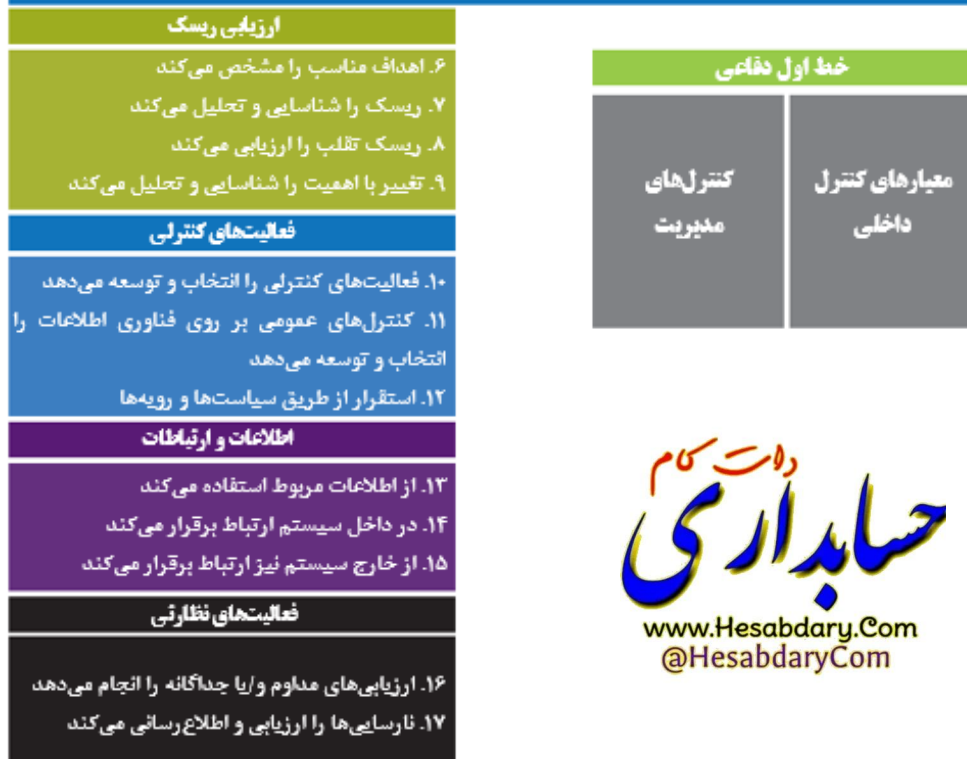 ارزیابی ریسک
۶. اهداف مناسب را مشخص می‌کند
۷. ریسک را شناسایی و تحلیل می‌کند
۸. ریسک تقلب را ارزیابی می‌کند
۹. تغییر با اهمیت را شناسایی و تحلیل می‌کند
فعالیت‌های کنترلی
۱۰. فعالیت‌های کنترلی را انتخاب و توسعه می‌دهد
۱۱. کنترل‌های عمومی بر روی فناوری اطلاعات را
انتخاب و توسعه می‌دهد
۱۲. استقرار از طریق سیاست‌ها و رویه‌ها
اطلاعات و ارتباطات
۱۳. از اطلاعات مربوط استفاده می‌کند
۱۴. در داخل سیستم ارتباط برقرار می‌کند
۱۵. از خارج سیستم نیز ارتباط برقرار می‌کند
فعالیت‌های نظارتی
۱۶. ارزیابی‌های مداوم و/یا جداگانه را انجام می‌دهد
۱۷. نارسایی‌ها را ارزیابی و اطلاع‌رسانی می‌کند
خط اول دفاعی
معیارهای کنترل
داخلی
کنترل‌های
مدیریت
دات کام
حسابداری
www.Hesabdary.Com
@HesabdaryCom